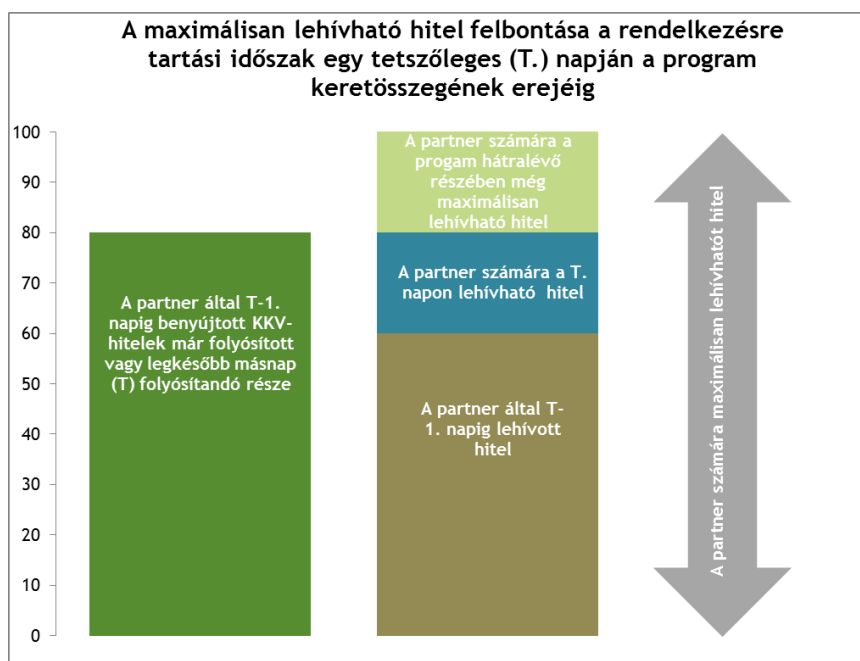 A maximálisan lehívható hitel felbontása a rendelkezésre
tartási időszak egy tetszőleges (T.) napján a program
keretösszegének erejéig
100
90
80
70
60
50
40
30
20
10
0
A partner által T-1.
napig benyújtott KKV-
hitelek már folyósított
vagy legkésőbb másnap
(T) folyósítandó része
A partner számára a
progam hátralévő
részében még
maximálisan
lehívható hitel
A partner számára a T.
napon lehívható hitel
A partner által T-
1. napig lehívott
hitel
A partner számára maximálisan lehívhatót hitel